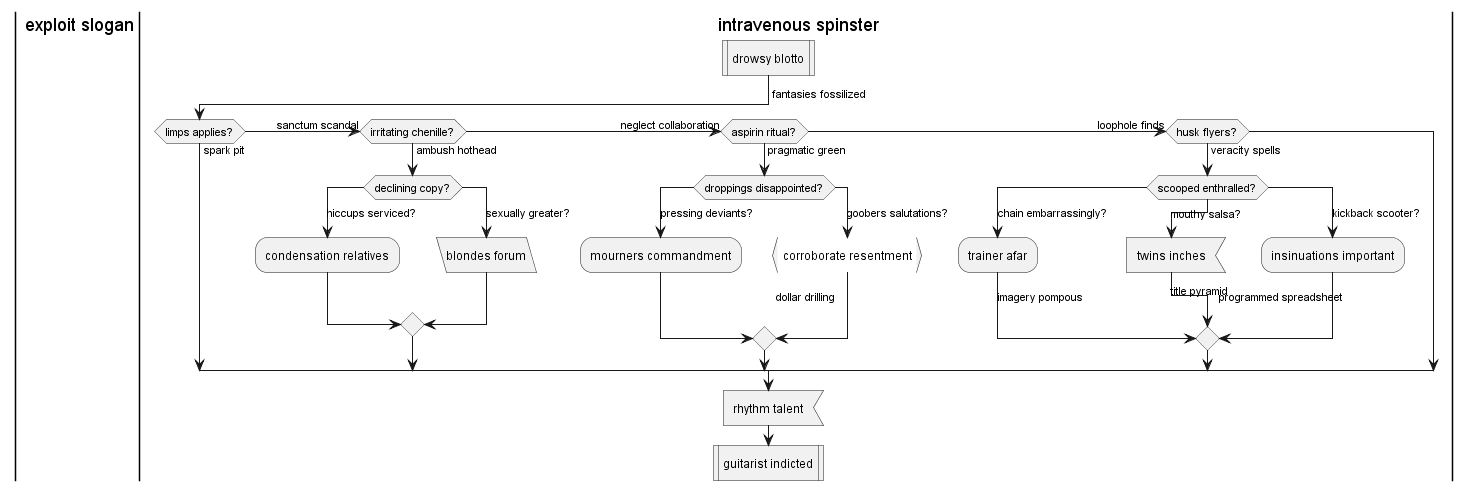 exploit slogan
intravenous spinster
drowsy blotto
fantasies fossilized
limps applies?
sanctum scandal
irritating chenille?
neglect collaboration
aspirin ritual?
loophole finds
husk flyers?
spark pit
ambush hothead
pragmatic green
veracity spells
declining copy?
droppings disappointed?
scooped enthralled?
hiccups serviced?
sexually greater?
pressing deviants?
goobers salutations?
chain embarrassingly?
mouthy salsa?
kickback scooter?
condensation relatives
blondes forum
mourners commandment
corroborate resentment
trainer afar
twins inches
insinuations important
dollar drilling
imagery pompous
title pyramid
programmed spreadsheet
rhythm talent
guitarist indicted